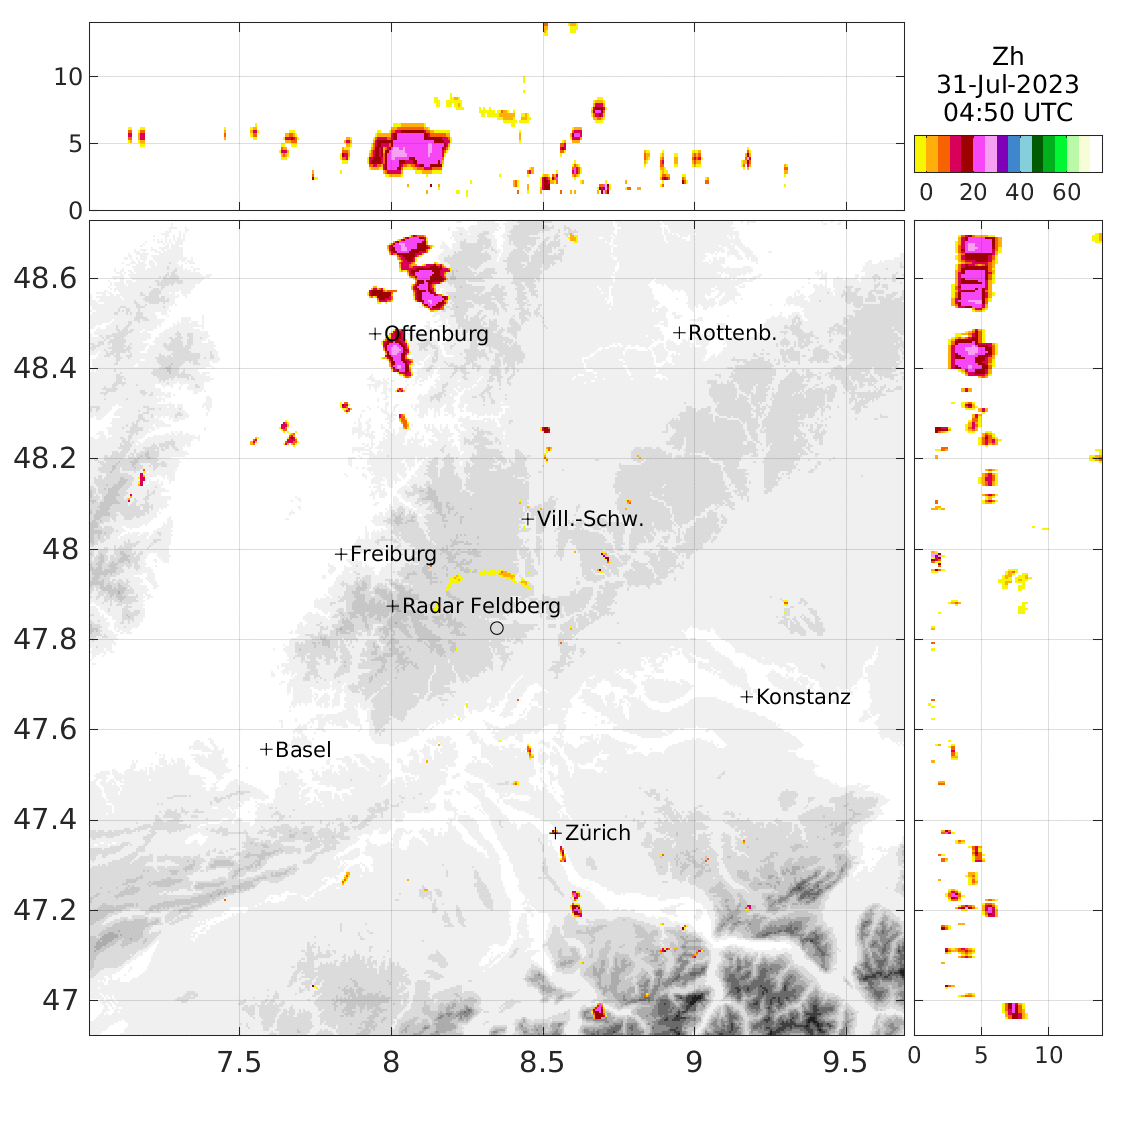 Zh
31-Jul-2023
04:50 UTC
0 20 40 60
10
5
0
48.6
48.4
48.2
48
47.8
47.6
47.4
47.2
47
Offenburg
Rottenb.
Vill.-Schw.
Freiburg
Radar Feldberg
Konstanz
Basel
Zürich
7.5 8 8.5 9 9.5
0 5 10